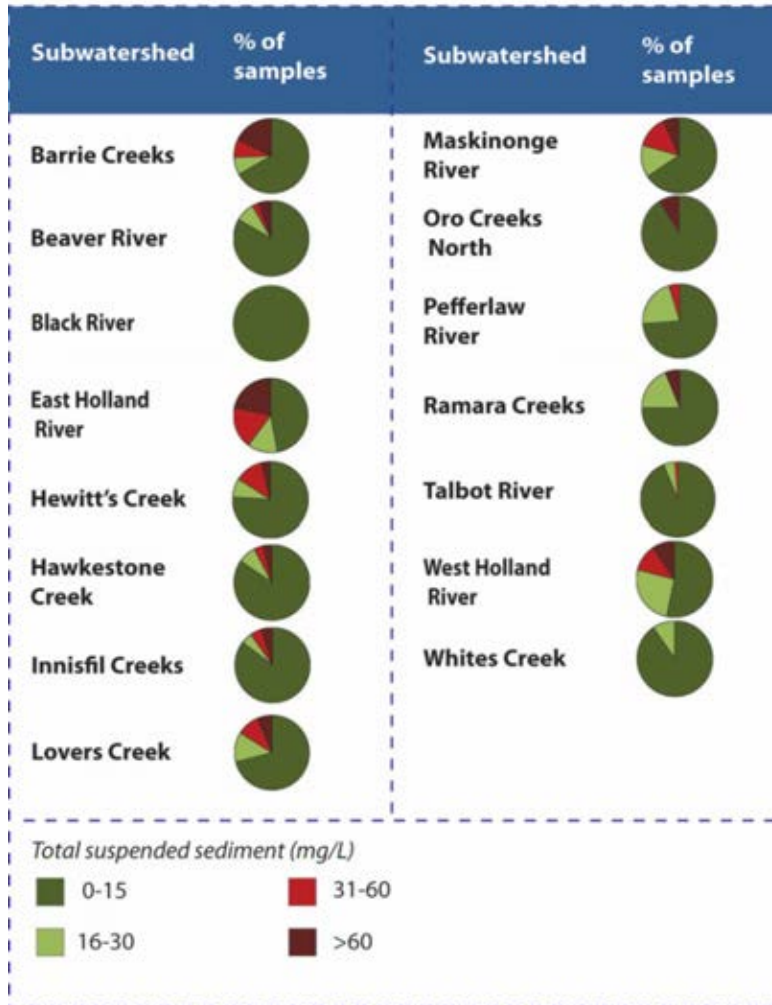 Subwatershed
% of
samples
Barrie Creeks
Beaver River
Black River
East Holland
River
Hewitt's Creek
Hawkestone
Creek
Innisfil Creeks
Lovers Creek
Subwatershed
% of
samples
Maskinonge
River
Oro Creeks
North
Pefferlaw
River
Ramara Creeks
Talbot River
West Holland
River
Whites Creek
Total suspended sediment (mg/L)
0-15
31-60
16-30
>60